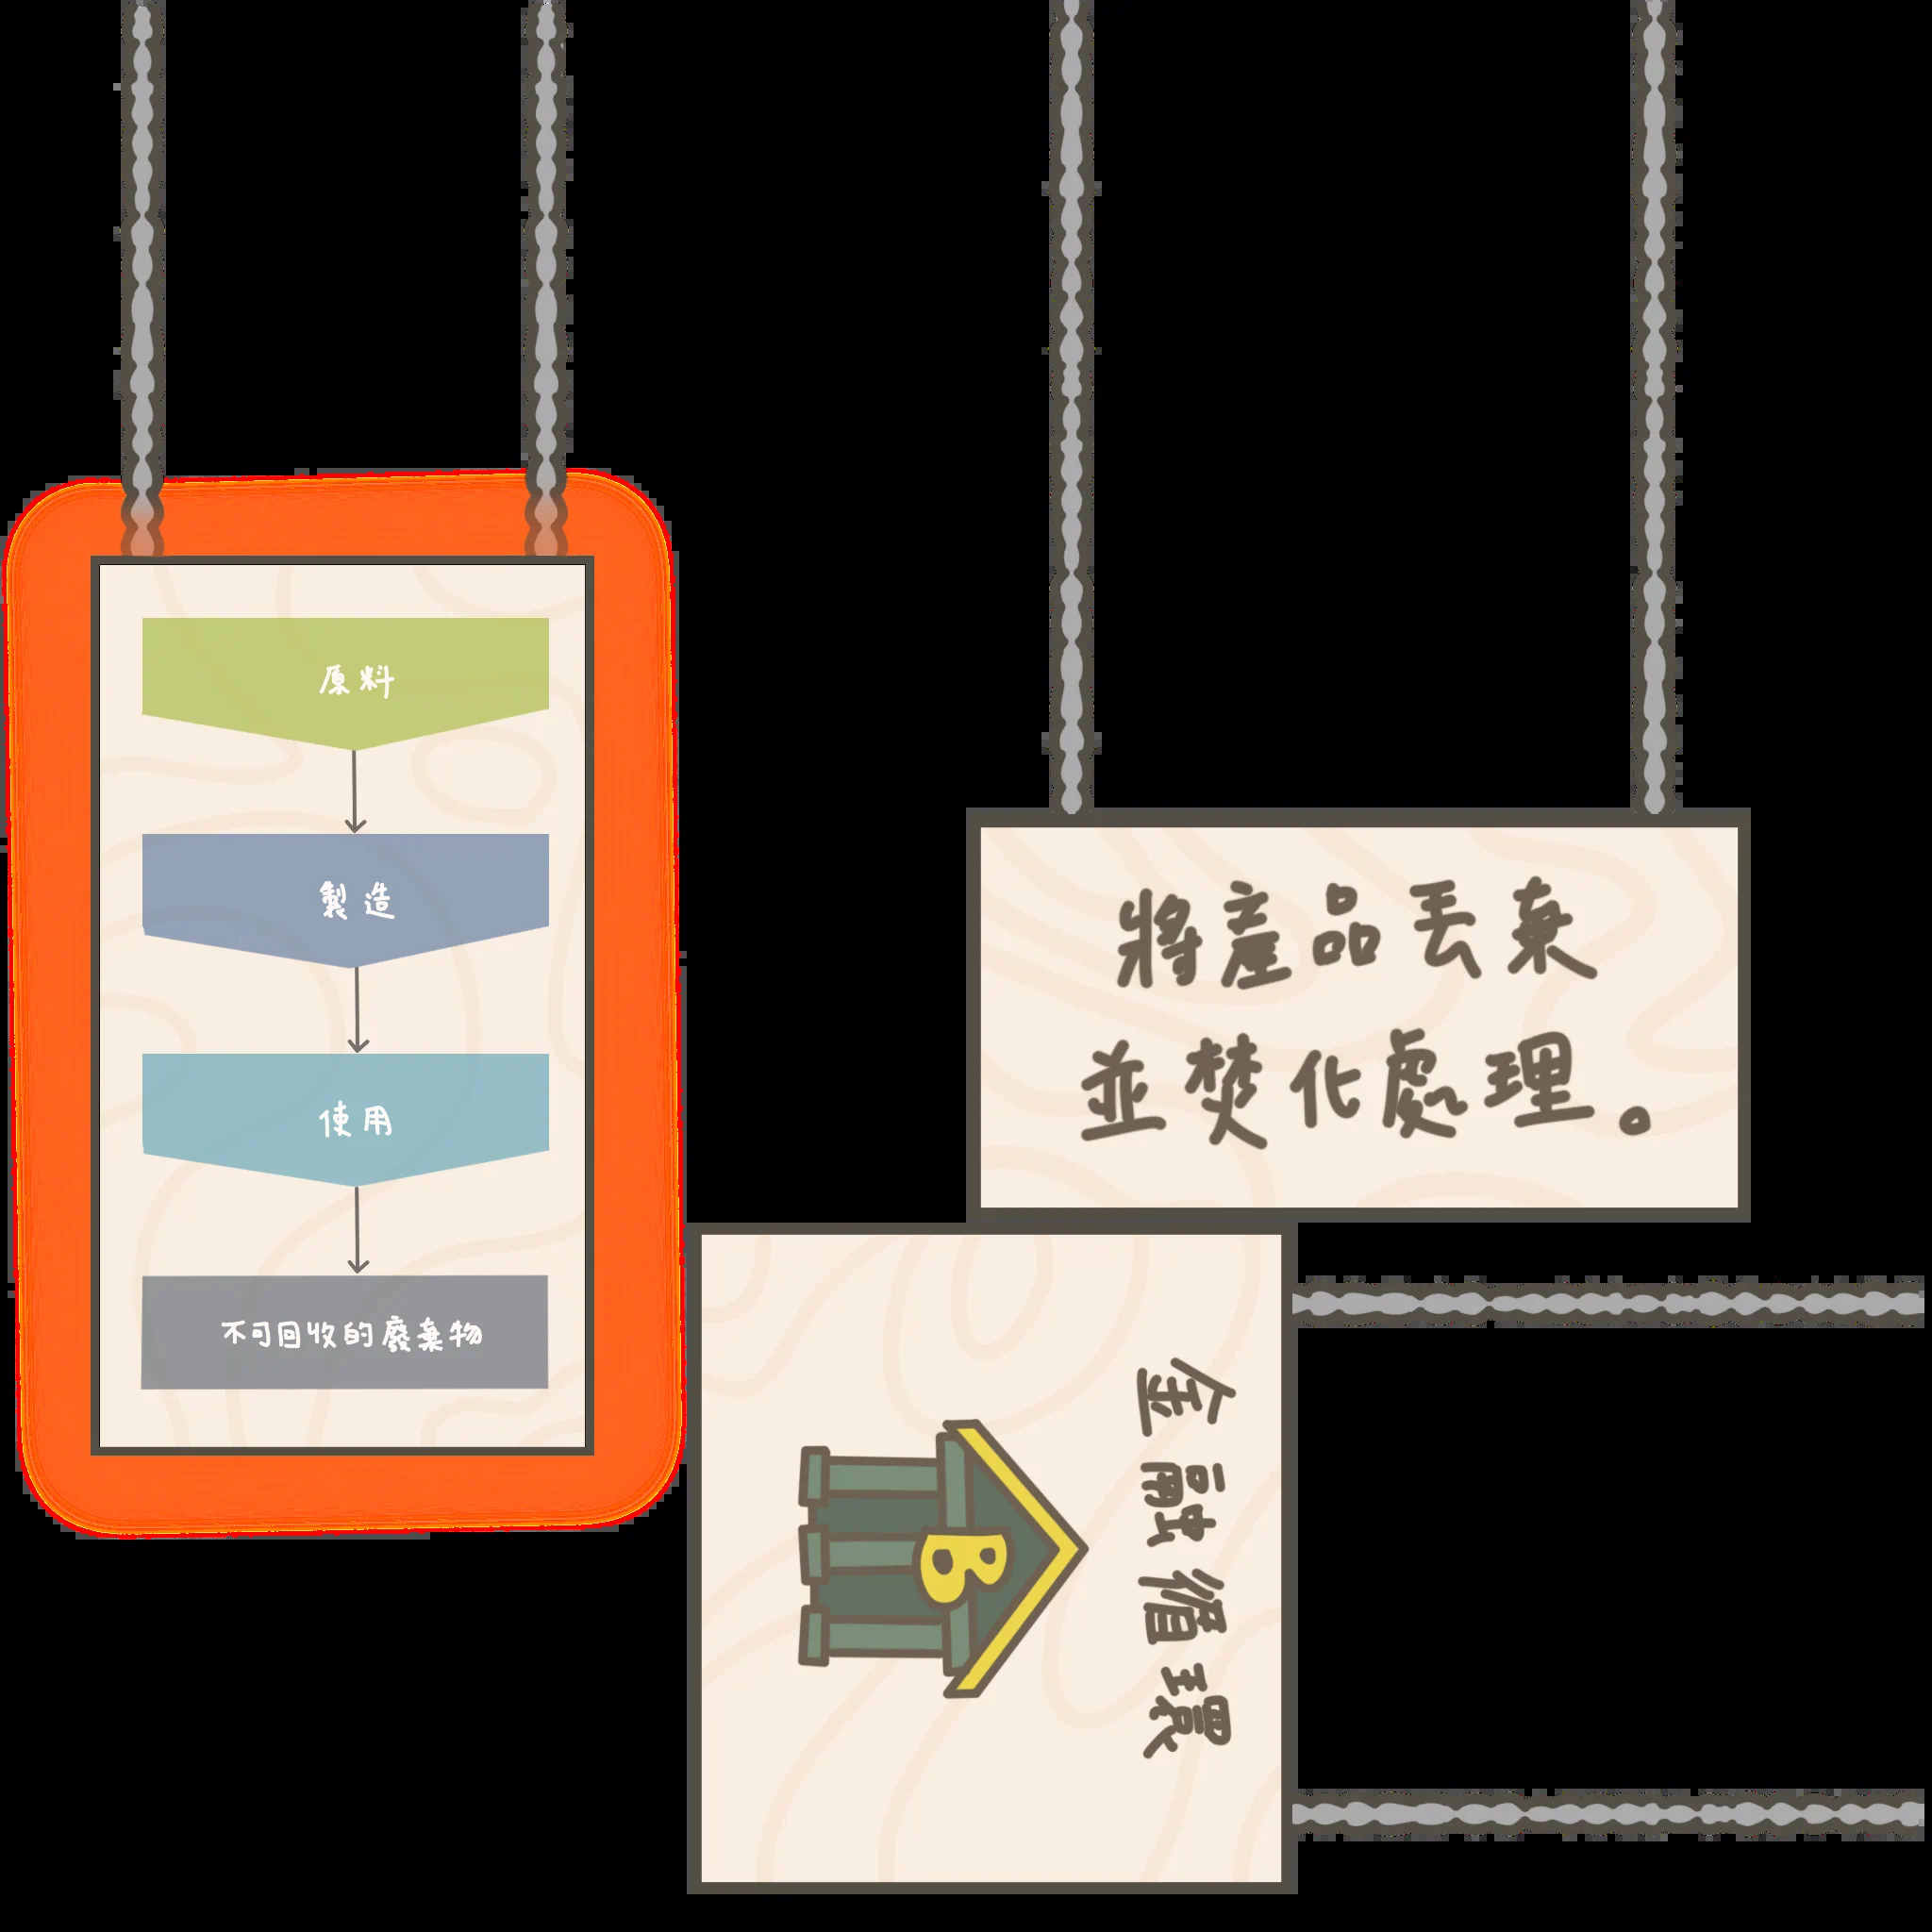 原料
製造
使用
不可回收的廢棄物
將產品丟棄
並焚化處理。
金融循環
B